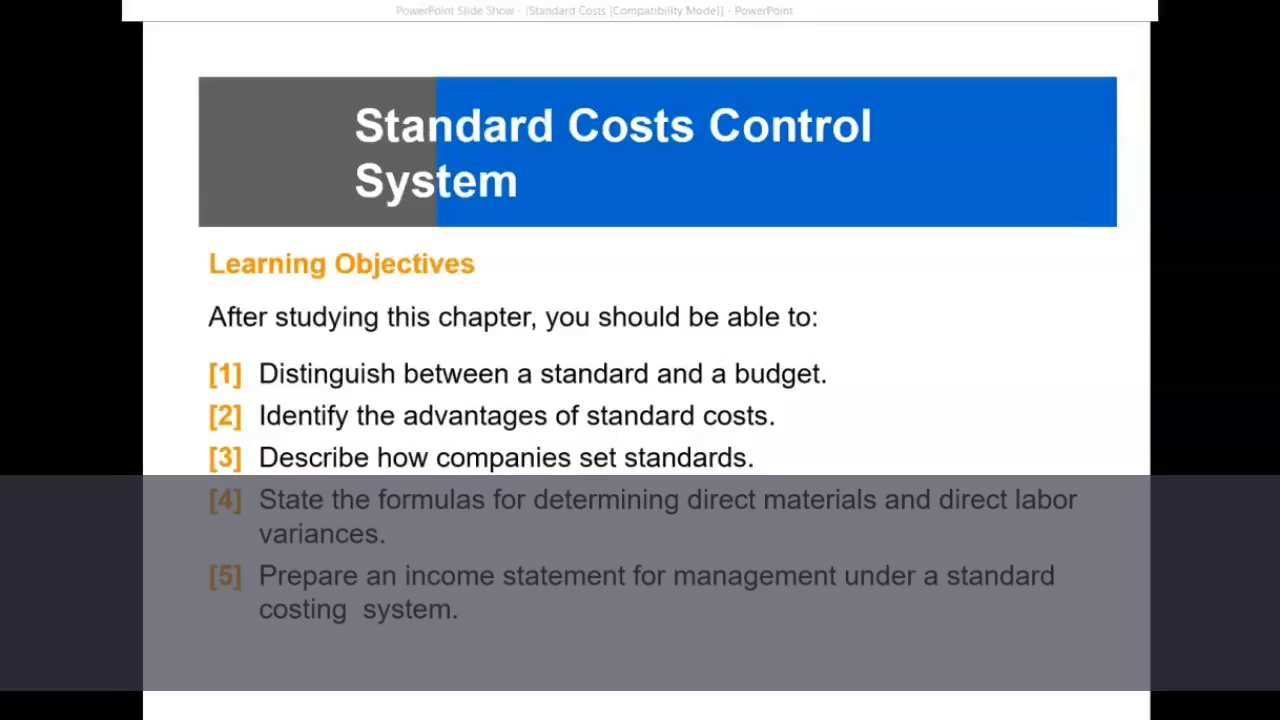 PowerPoint Slide Show - [Standard Costs [Compatibility Mode]] - PowerPoint
Standard Costs Control
System
Learning Objectives
After studying this chapter, you should be able to:
[1] Distinguish between a standard and a budget.
[2] Identify the advantages of standard costs.
[3] Describe how companies set standards.
[4] State the formulas for determining direct materials and direct labor
variances.
[5] Prepare an income statement for management under a standard
costing system.